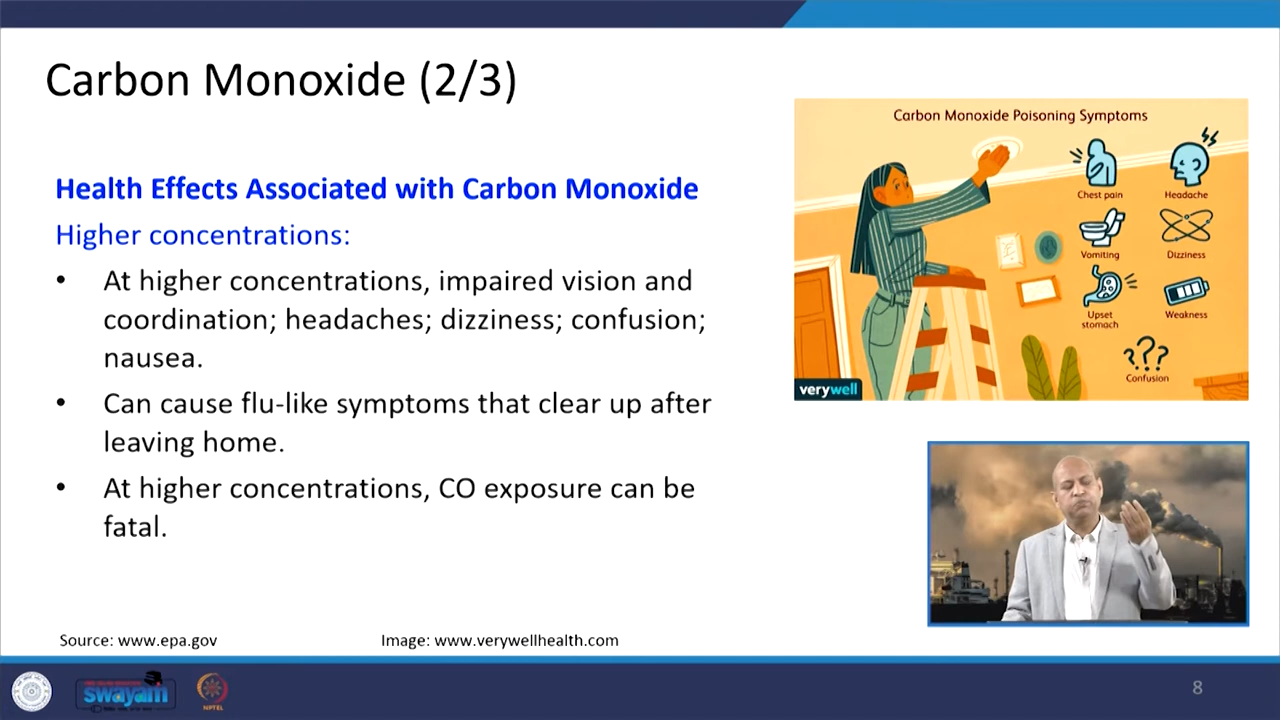 Carbon Monoxide (2/3)
Health Effects Associated with Carbon Monoxide
Higher concentrations:
• At higher concentrations, impaired vision and
coordination; headaches; dizziness; confusion;
nausea.
• Can cause flu-like symptoms that clear up after
leaving home.
• At higher concentrations, CO exposure can be
fatal.
Carbon Monoxide Poisoning Symptoms
Chest pain
Headache
Vomiting
Dizziness
Upset
stomach
Weakness
???
Confusion
verywell
Source: www.epa.gov
Image: www.verywellhealth.com
swayam
NPTEL
8